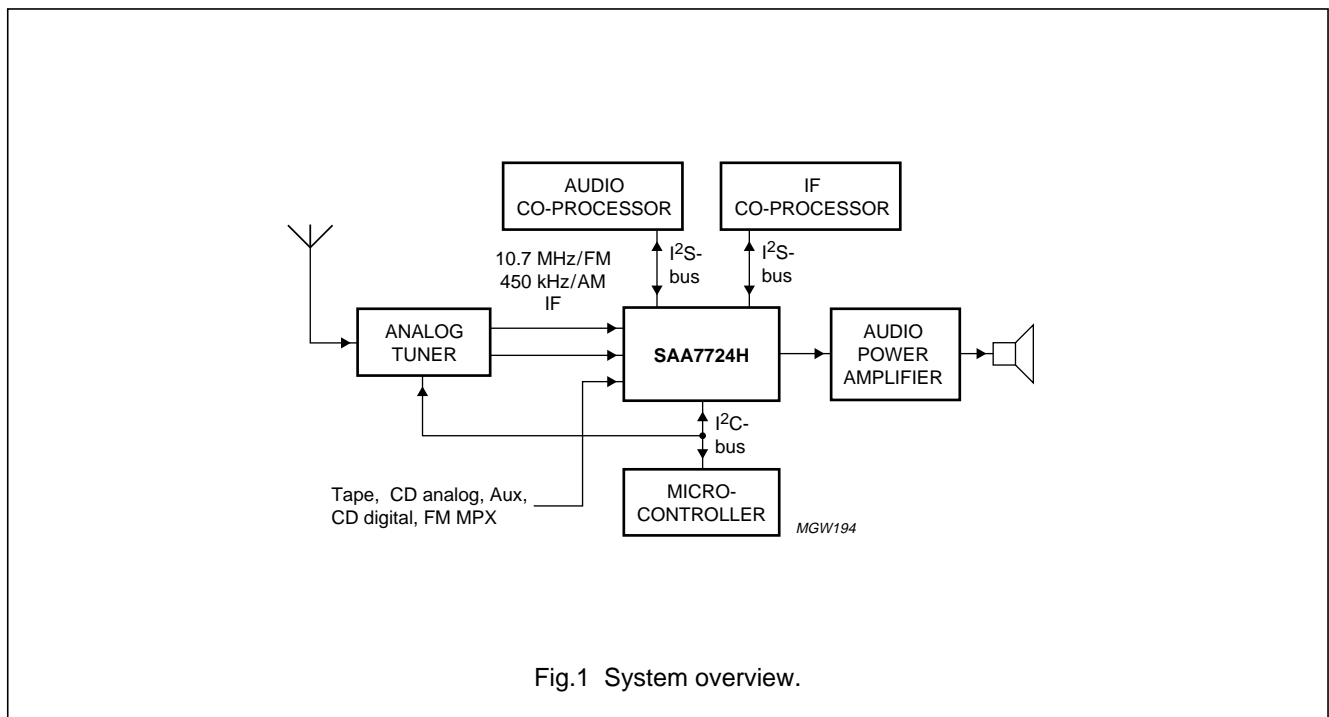 AUDIO
CO-PROCESSOR
IF
CO-PROCESSOR
I2S-
bus
I2S-
bus
10.7 MHz/FM
450 kHz/AM
IF
ANALOG
TUNER
SAA7724H
AUDIO
POWER
AMPLIFIER
I2C-
bus
Tape, CD analog, Aux,
CD digital, FM MPX
MICRO-
CONTROLLER
MGW194
Fig.1 System overview.